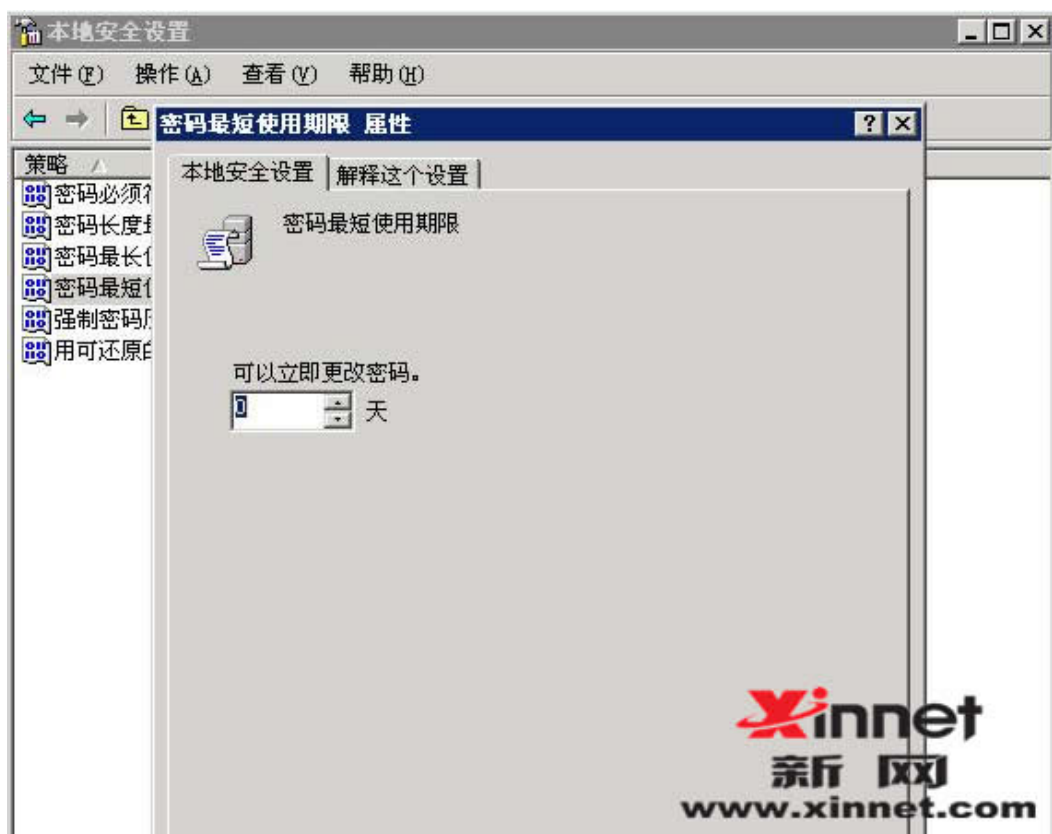 本地安全设置
文件(F) 操作(A) 查看(V) 帮助(H)
密码最短使用期限 属性
策略
本地安全设置 解释这个设置
密码必须
密码长度
密码最短使用期限
密码最长
密码最短
强制密码
用可还原
可以立即更改密码。
0 天
Xinnet
新网
www.xinnet.com